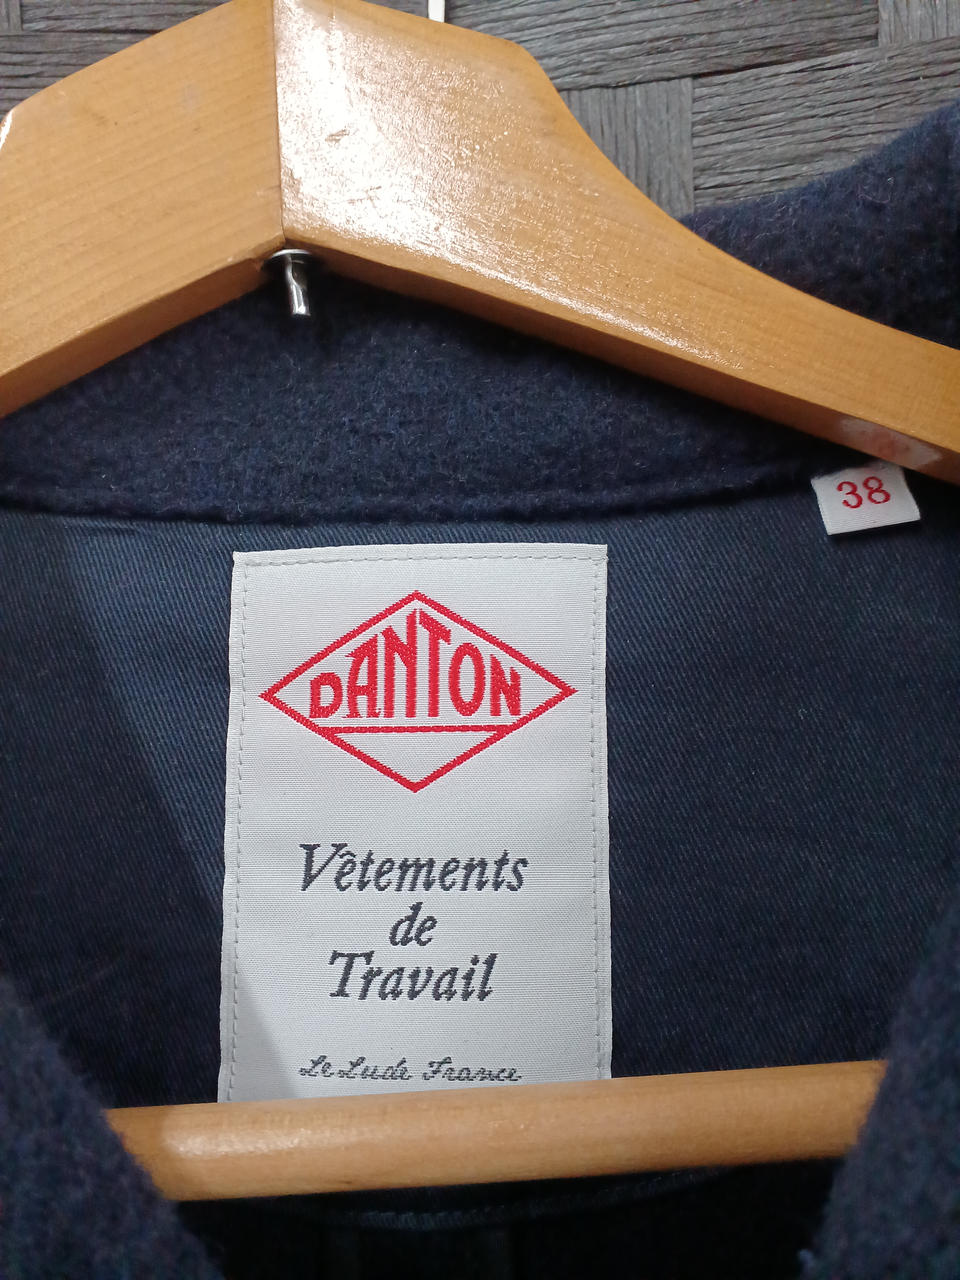 38
DANTON
Vêtements
de
Travail
Le Lude France